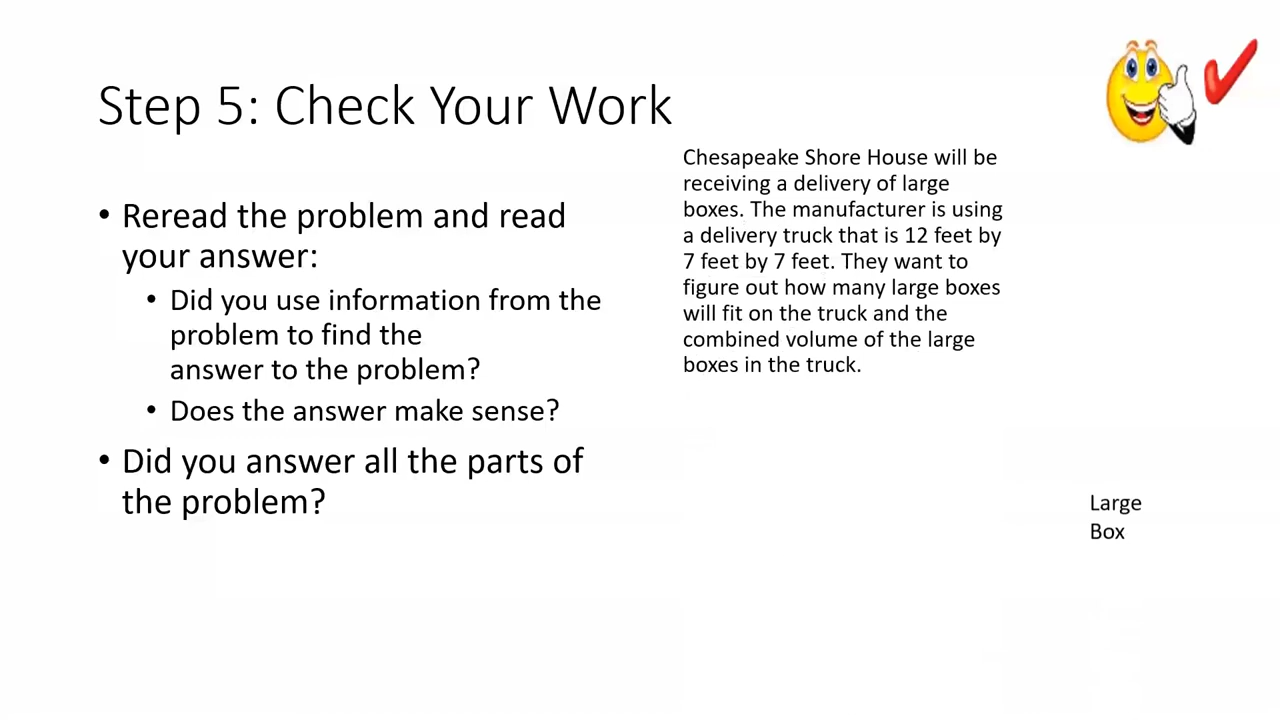 Step 5: Check Your Work
• Reread the problem and read
your answer:
• Did you use information from the
problem to find the
answer to the problem?
• Does the answer make sense?
• Did you answer all the parts of
the problem?
Chesapeake Shore House will be
receiving a delivery of large
boxes. The manufacturer is using
a delivery truck that is 12 feet by
7 feet by 7 feet. They want to
figure out how many large boxes
will fit on the truck and the
combined volume of the large
boxes in the truck.
Large
Box